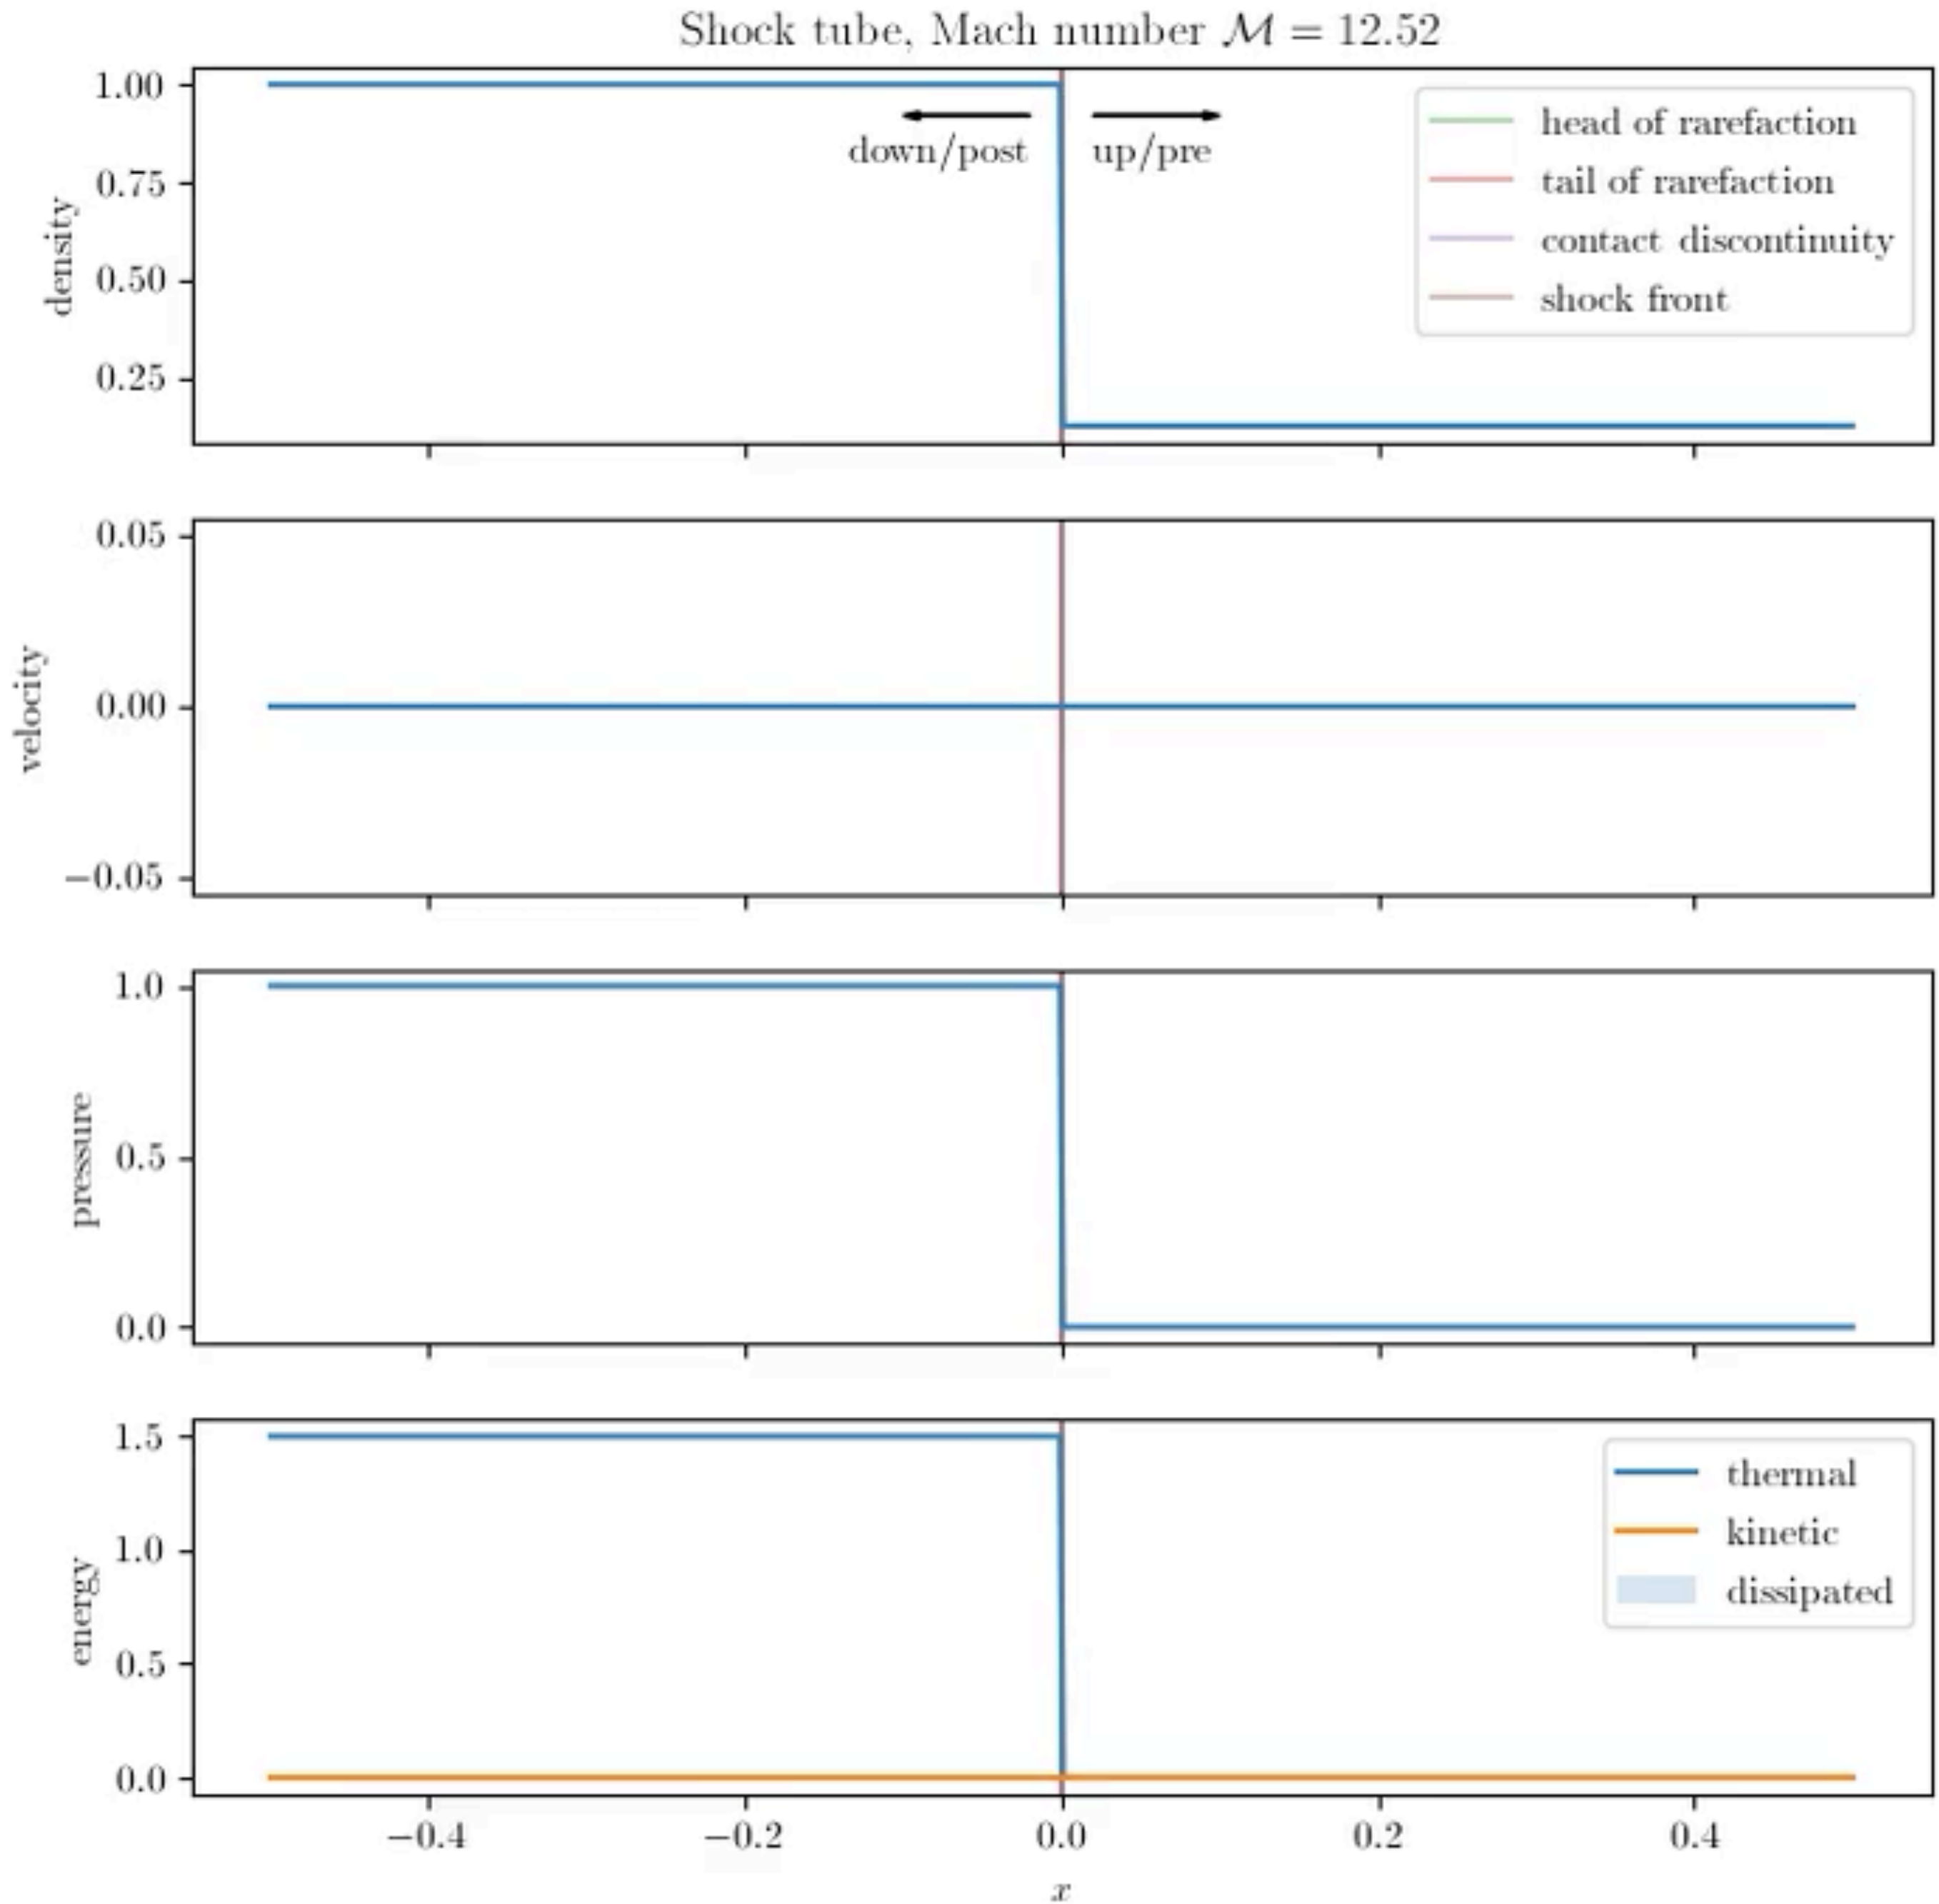 Shock tube, Mach number ℳ = 12.52
1.00
0.75
0.50
0.25
density
down/post
up/pre
head of rarefaction
tail of rarefaction
contact discontinuity
shock front
0.05
0.00
−0.05
velocity
1.0
0.5
0.0
pressure
1.5
1.0
0.5
0.0
energy
thermal
kinetic
dissipated
−0.4
−0.2
0.0
0.2
0.4
x